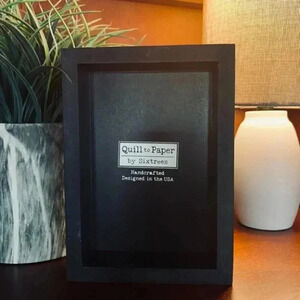 Quill to Paper
by Sixtrees
Handcrafted
Designed in the USA